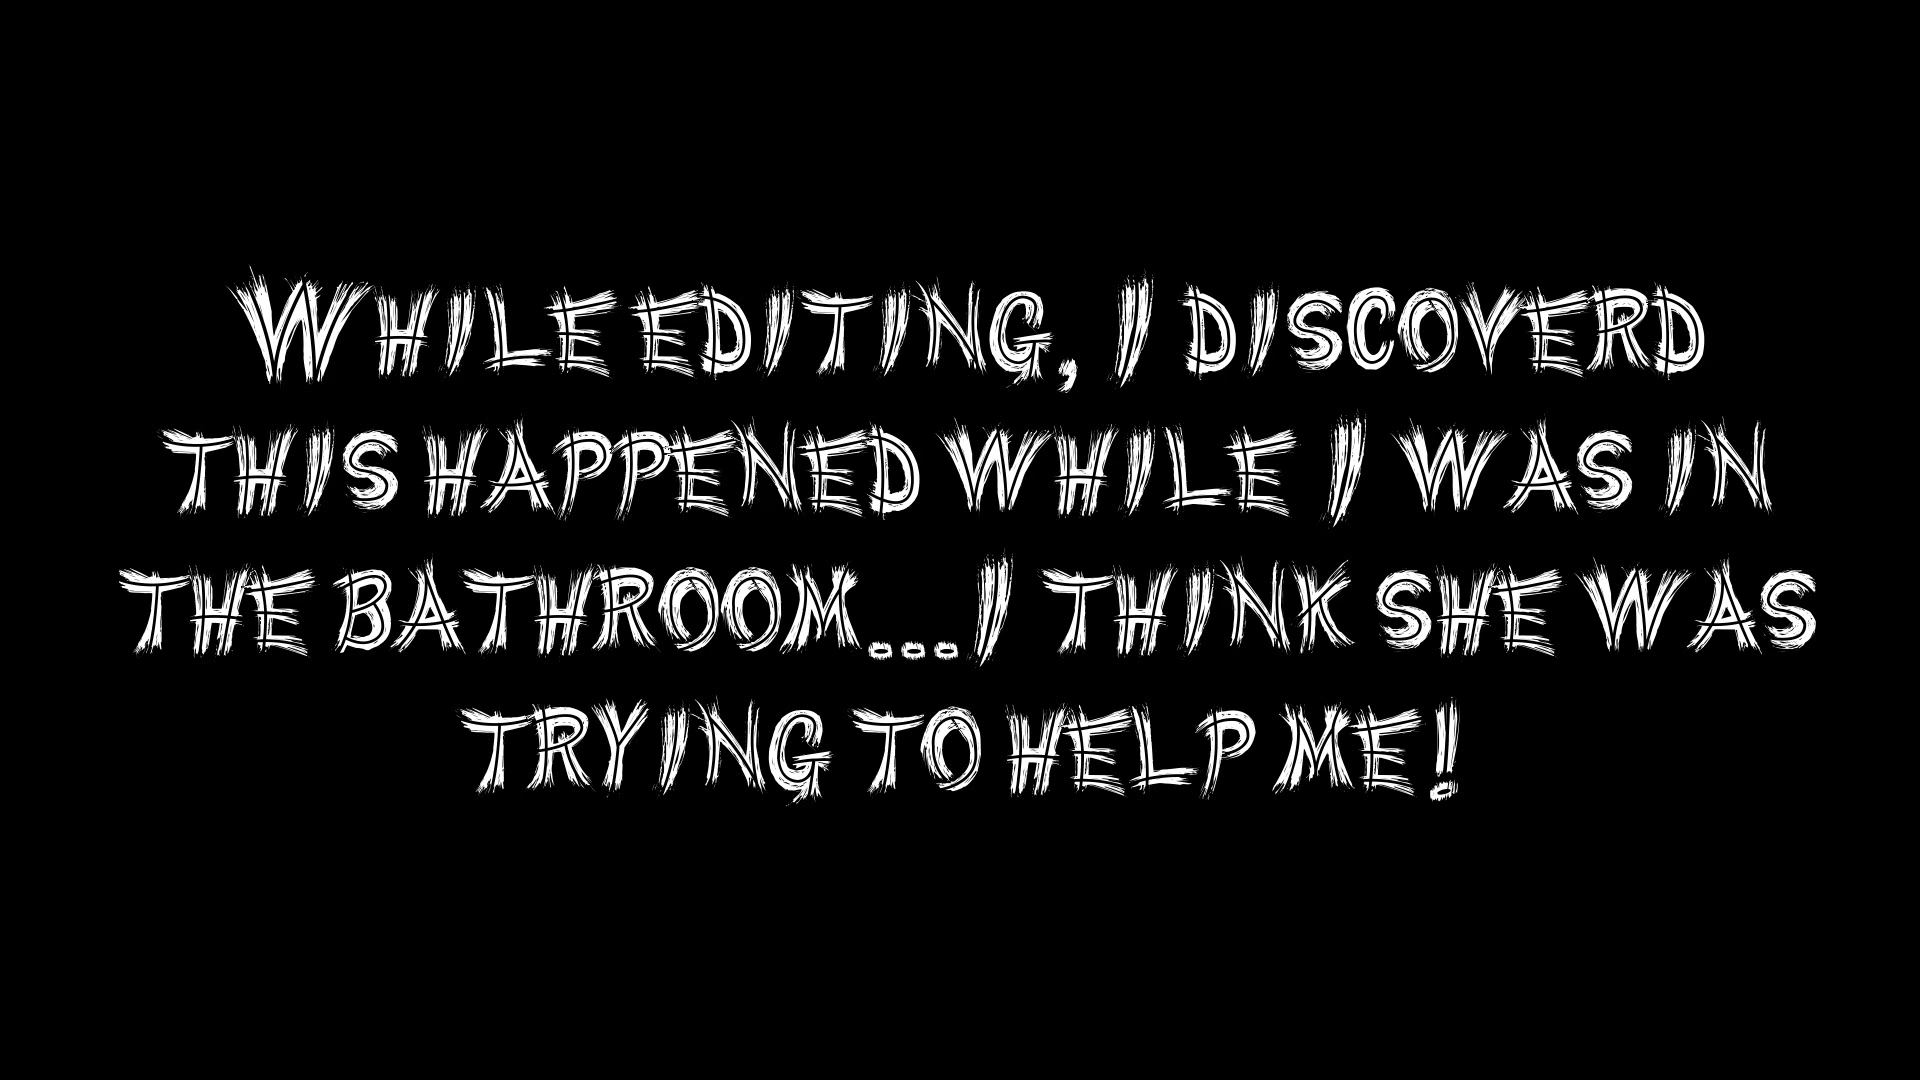 While editing, I discoverd
this happened while I was in
the bathroom...I think she was
trying to help me!